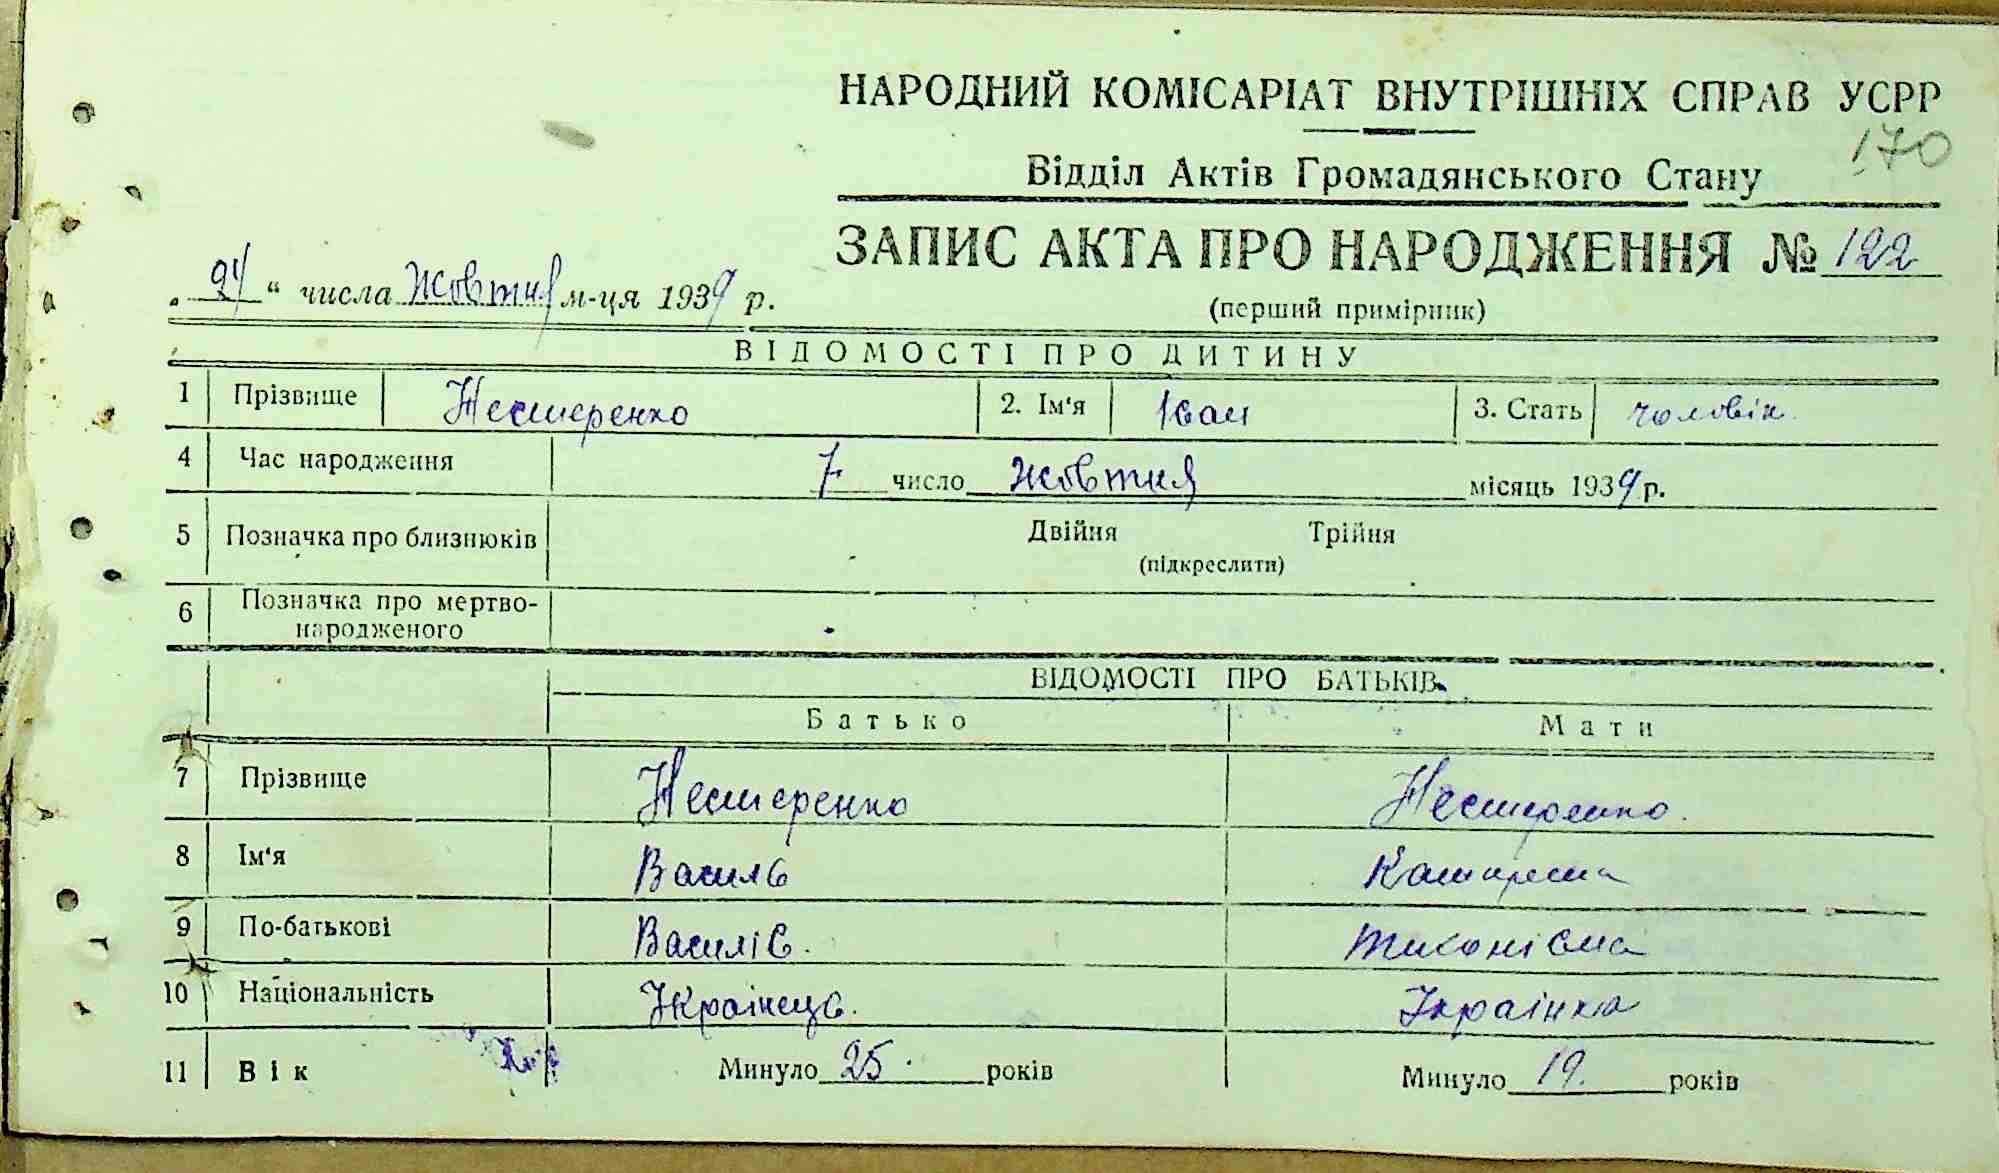 НАРОДНИЙ КОМІСАРІАТ ВНУТРІШНІХ СПРАВ УСРР
170
Відділ Актів Громадянського Стану
ЗАПИС АКТА ПРО НАРОДЖЕННЯ № 122
„ 24 “ числа Жовтня м-ця 1939 р.
(перший примірник)
ВІДОМОСТІ ПРО ДИТИНУ
1 Прізвище Нестеренко 2. Ім'я Іван 3. Стать чоловік
4 Час народження 7 число жовтня місяць 1939 р.
5 Позначка про близнюків Двійня Трійня
(підкреслити)
6 Позначка про мертво-
народженого
ВІДОМОСТІ ПРО БАТЬКІВ
Батько Мати
7 Прізвище Нестеренко Нестеренко
8 Ім'я Василь Катерина
9 По-батькові Василів Тихонівна
10 Національність Українець Українка
11 Вік Минуло 25 років Минуло 19 років